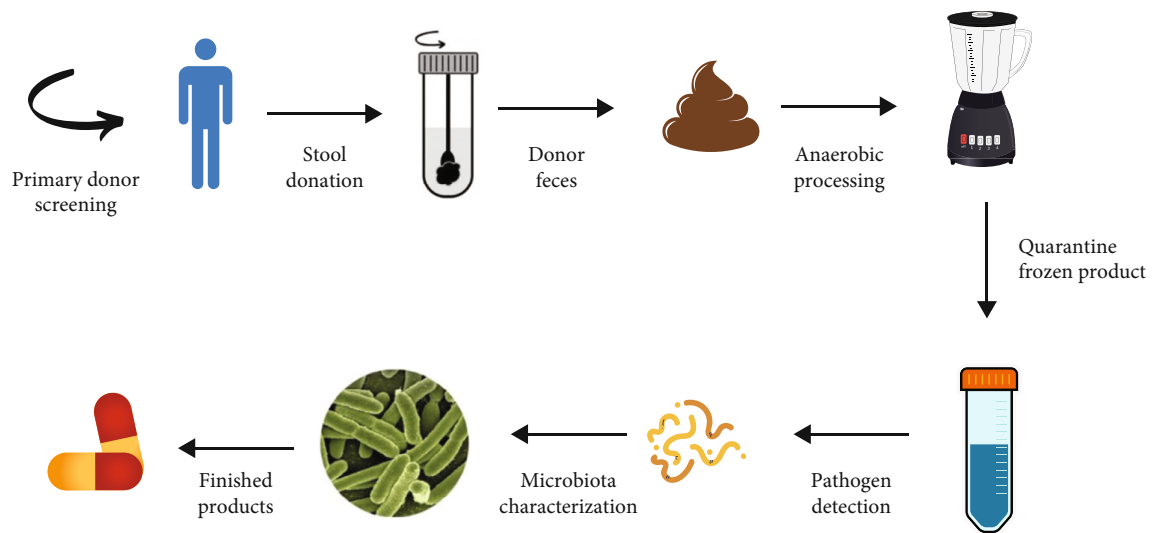 Primary donor
screening
Stool
donation
Donor
feces
Anaerobic
processing
Quarantine
frozen product
Pathogen
detection
Microbiota
characterization
Finished
products